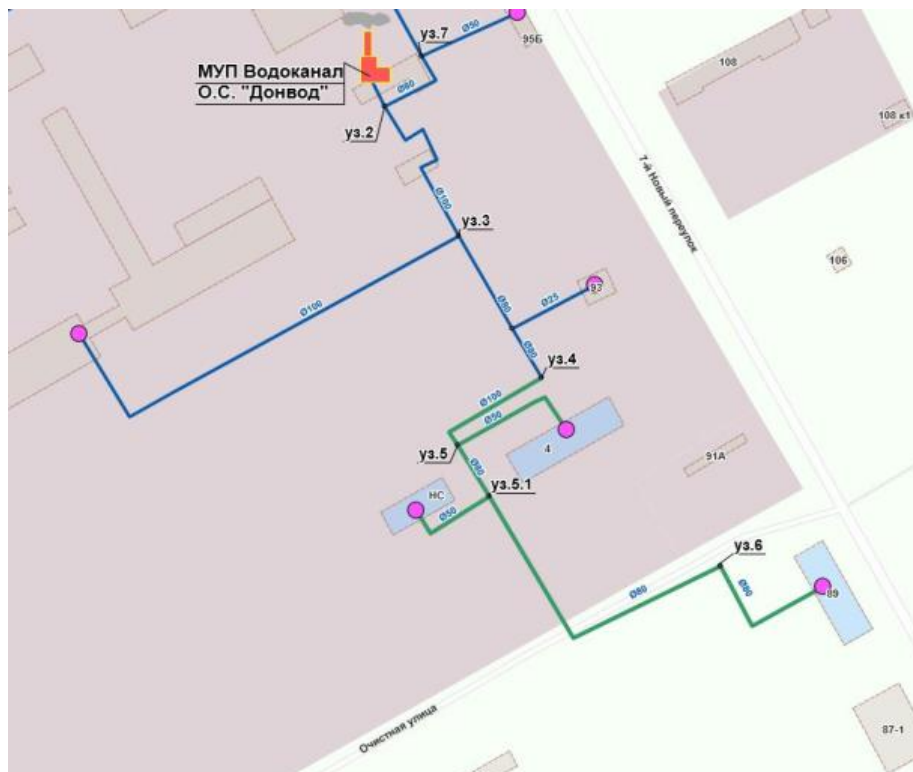 Ø50
уз.7
95Б
МУП Водоканал
О.С. "Донвод"
Ø80
108
108 к1
уз.2
7-й Новый переулок
Ø100
уз.3
106
93
Ø25
Ø80
Ø100
Ø80
уз.4
Ø100
Ø50
4
уз.5
91А
Ø80
уз.5.1
НС
Ø50
уз.6
Ø80
Ø80
89
Очистная улица
87-1